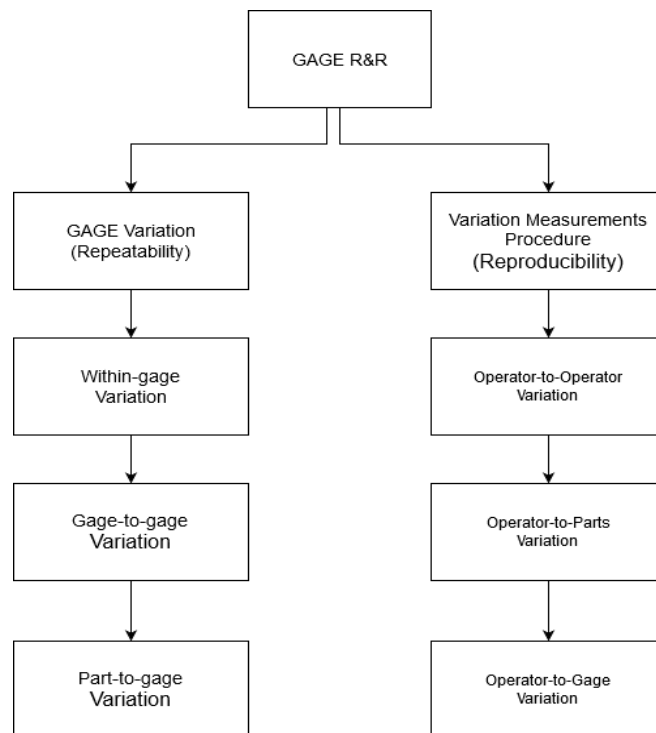 GAGE R&R
GAGE Variation
(Repeatability)
Variation Measurements
Procedure
(Reproducibility)
Within-gage
Variation
Operator-to-Operator
Variation
Gage-to-gage
Variation
Operator-to-Parts
Variation
Part-to-gage
Variation
Operator-to-Gage
Variation